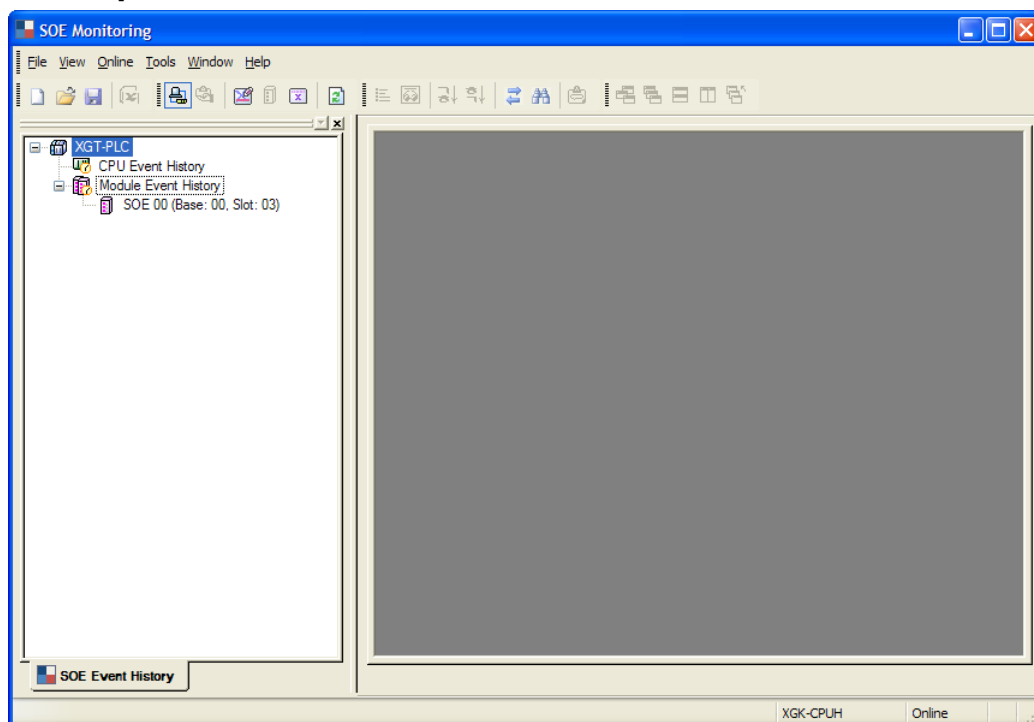 SOE Monitoring
File View Online Tools Window Help
XGT-PLC
CPU Event History
Module Event History
SOE 00 (Base: 00, Slot: 03)
SOE Event History
XGK-CPUH Online